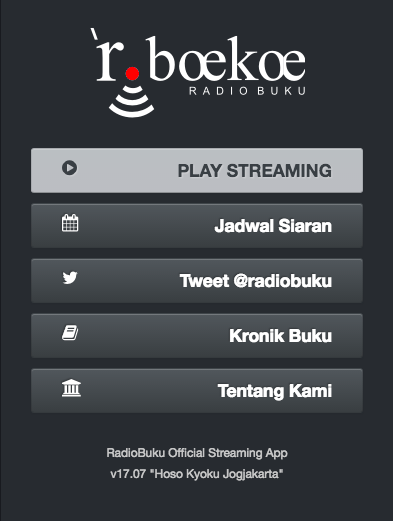 r.bœkœ
RADIO BUKU
PLAY STREAMING
Jadwal Siaran
Tweet @radiobuku
Kronik Buku
Tentang Kami
RadioBuku Official Streaming App
v17.07 "Hoso Kyoku Jogjakarta"